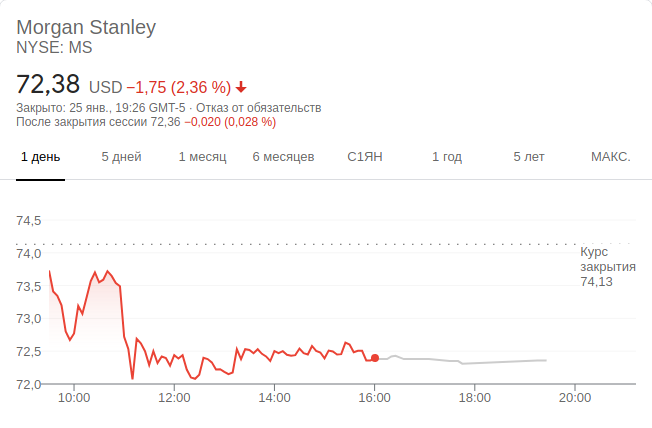 Morgan Stanley
NYSE: MS
72,38 USD −1,75 (2,36 %)
Закрыто: 25 янв., 19:26 GMT-5 · Отказ от обязательств
После закрытия сессии 72,36 −0,020 (0,028 %)
1 день 5 дней 1 месяц 6 месяцев С1ЯН 1 год 5 лет МАКС.
74,5
74,0
73,5
73,0
72,5
72,0
Курс
закрытия
74,13
10:00 12:00 14:00 16:00 18:00 20:00